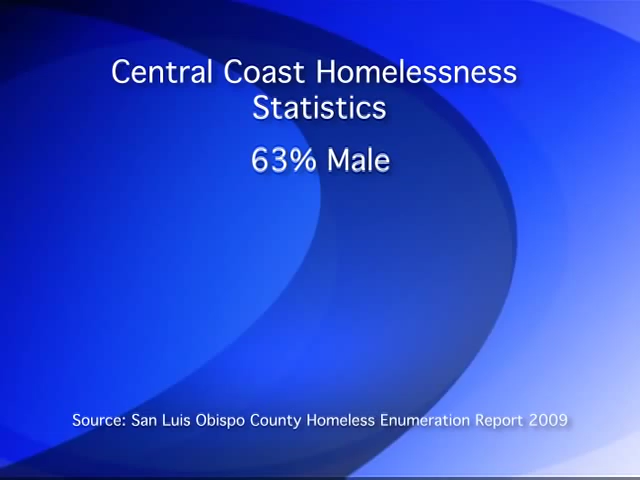 Central Coast Homelessness
Statistics
63% Male
Source: San Luis Obispo County Homeless Enumeration Report 2009